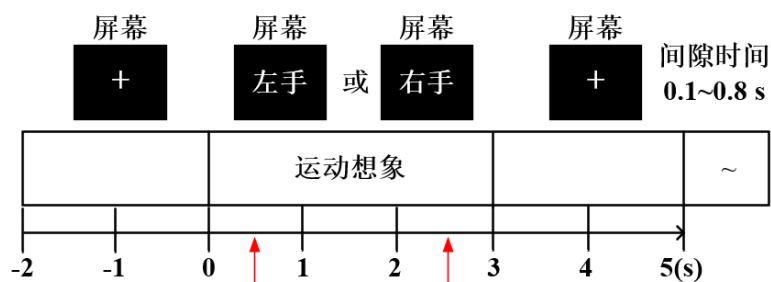 屏幕 屏幕 屏幕 屏幕
+ 左手 或 右手 + 间隙时间
0.1~0.8 s
运动想象 ~
-2 -1 0 1 2 3 4 5(s)